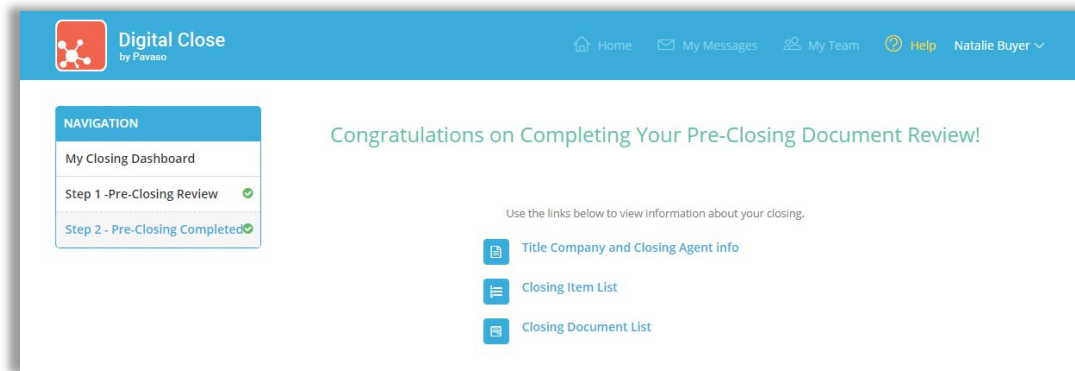 Digital Close
by Pavaso
Home My Messages My Team Help Natalie Buyer
NAVIGATION
My Closing Dashboard
Step 1 -Pre-Closing Review
Step 2 - Pre-Closing Completed
Congratulations on Completing Your Pre-Closing Document Review!
Use the links below to view information about your closing.
Title Company and Closing Agent info
Closing Item List
Closing Document List